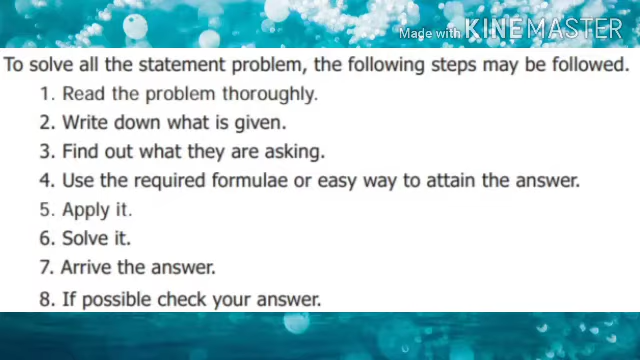 Made with KINEMASTER
To solve all the statement problem, the following steps may be followed.
1. Read the problem thoroughly.
2. Write down what is given.
3. Find out what they are asking.
4. Use the required formulae or easy way to attain the answer.
5. Apply it.
6. Solve it.
7. Arrive the answer.
8. If possible check your answer.